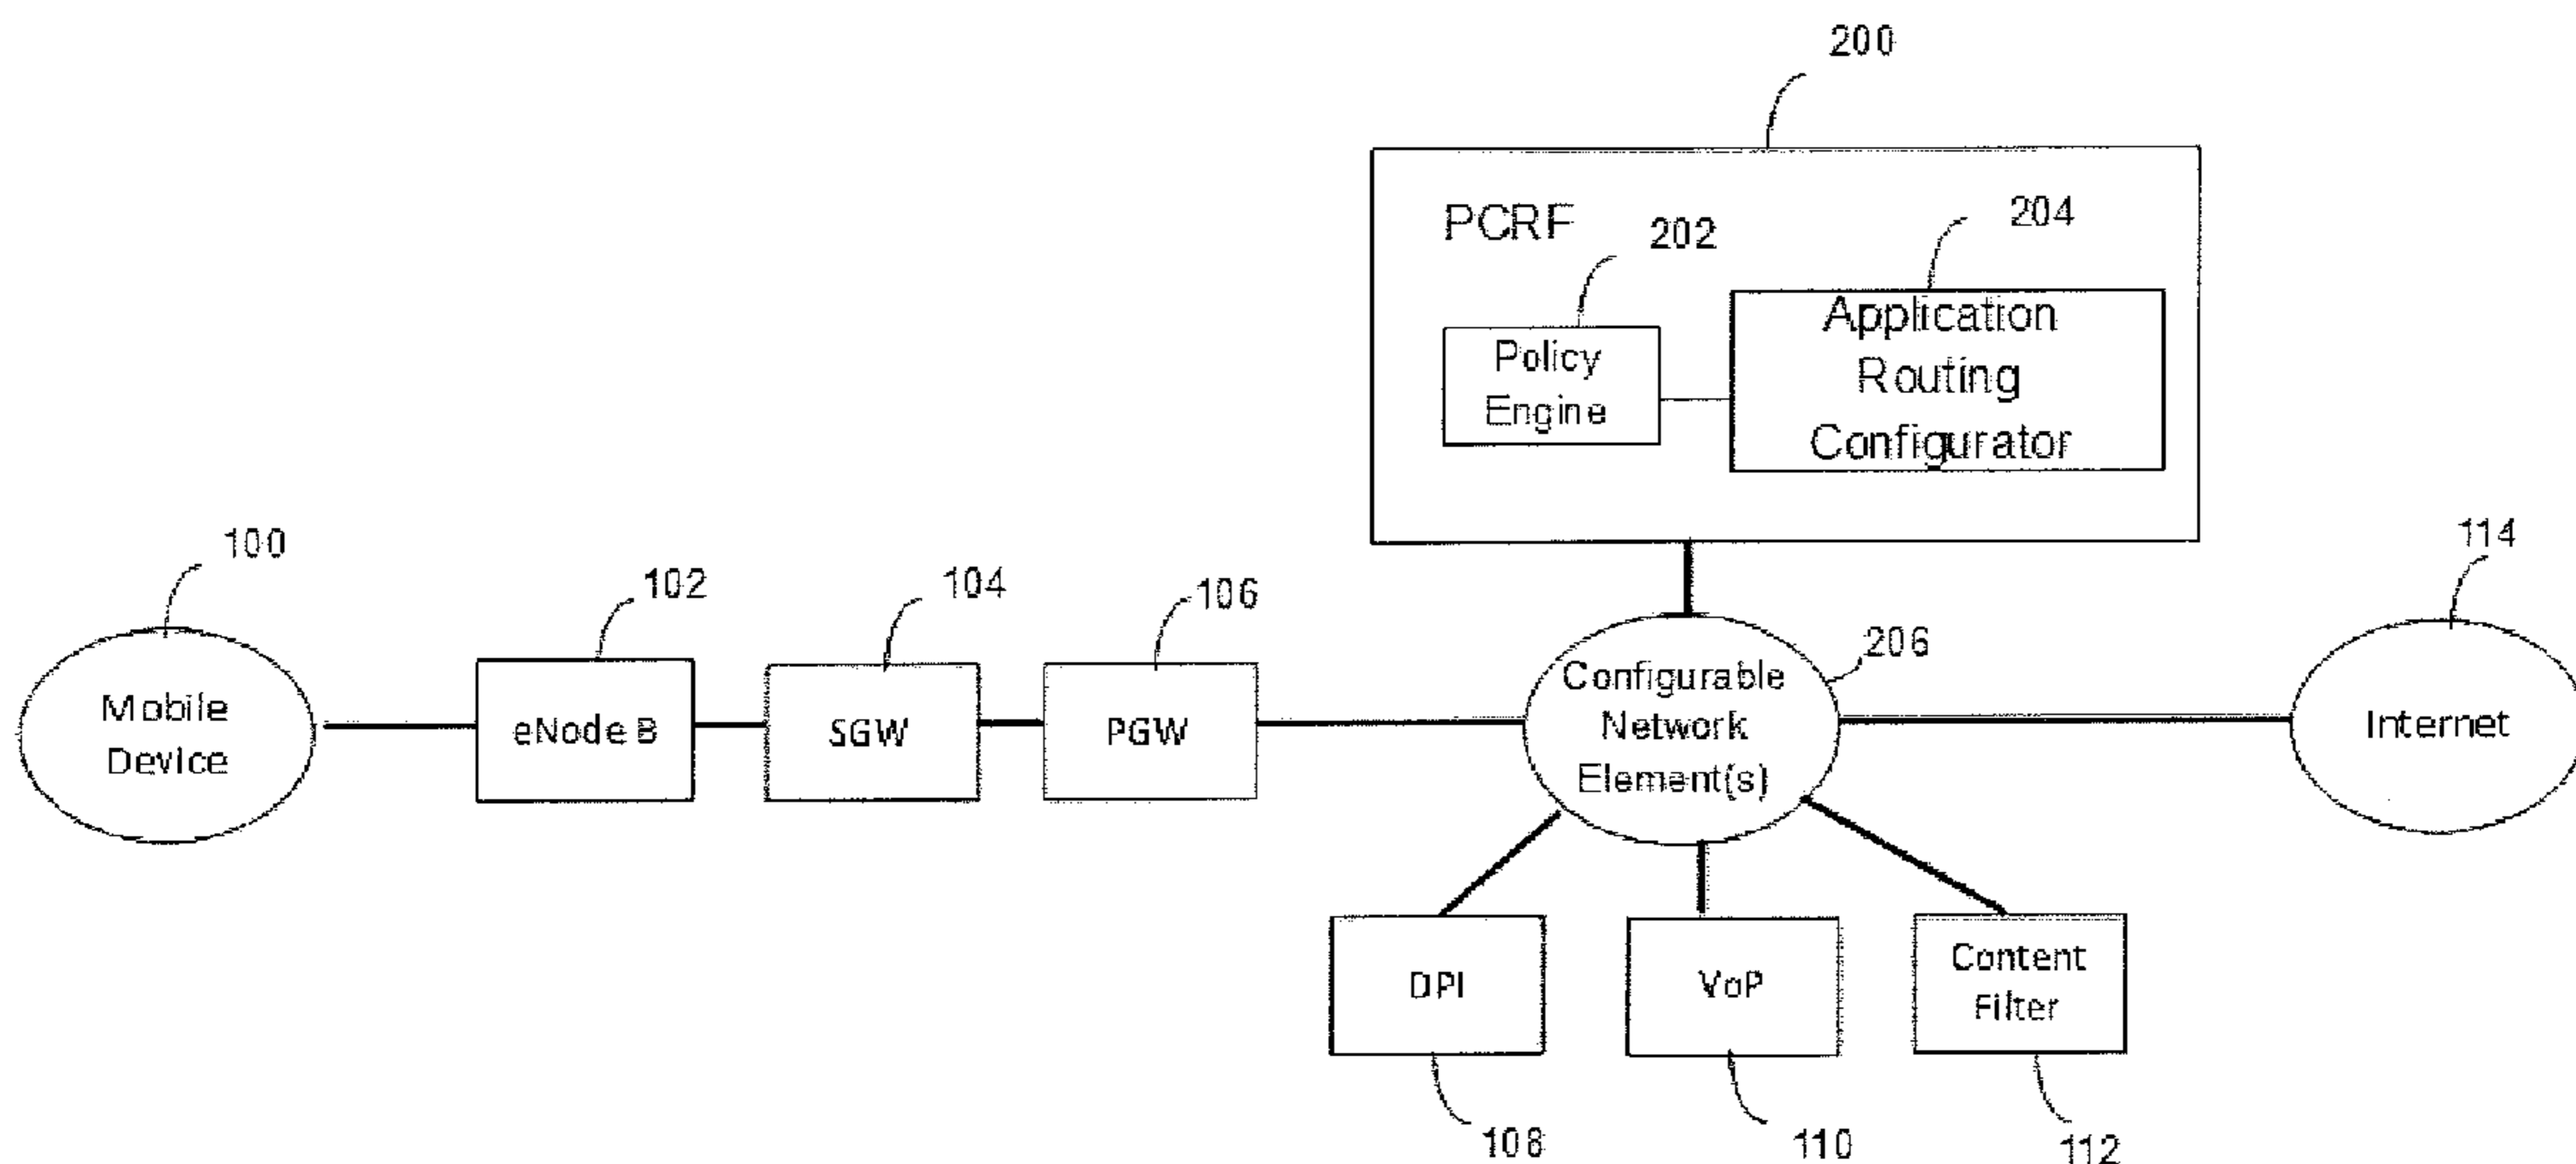 200
PCRF
202
204
Policy
Engine
Application
Routing
Configurator
100
102
104
106
206
114
Mobile
Device
eNode B
SGW
PGW
Configurable
Network
Element(s)
Internet
DPI
VoP
Content
Filter
108
110
112